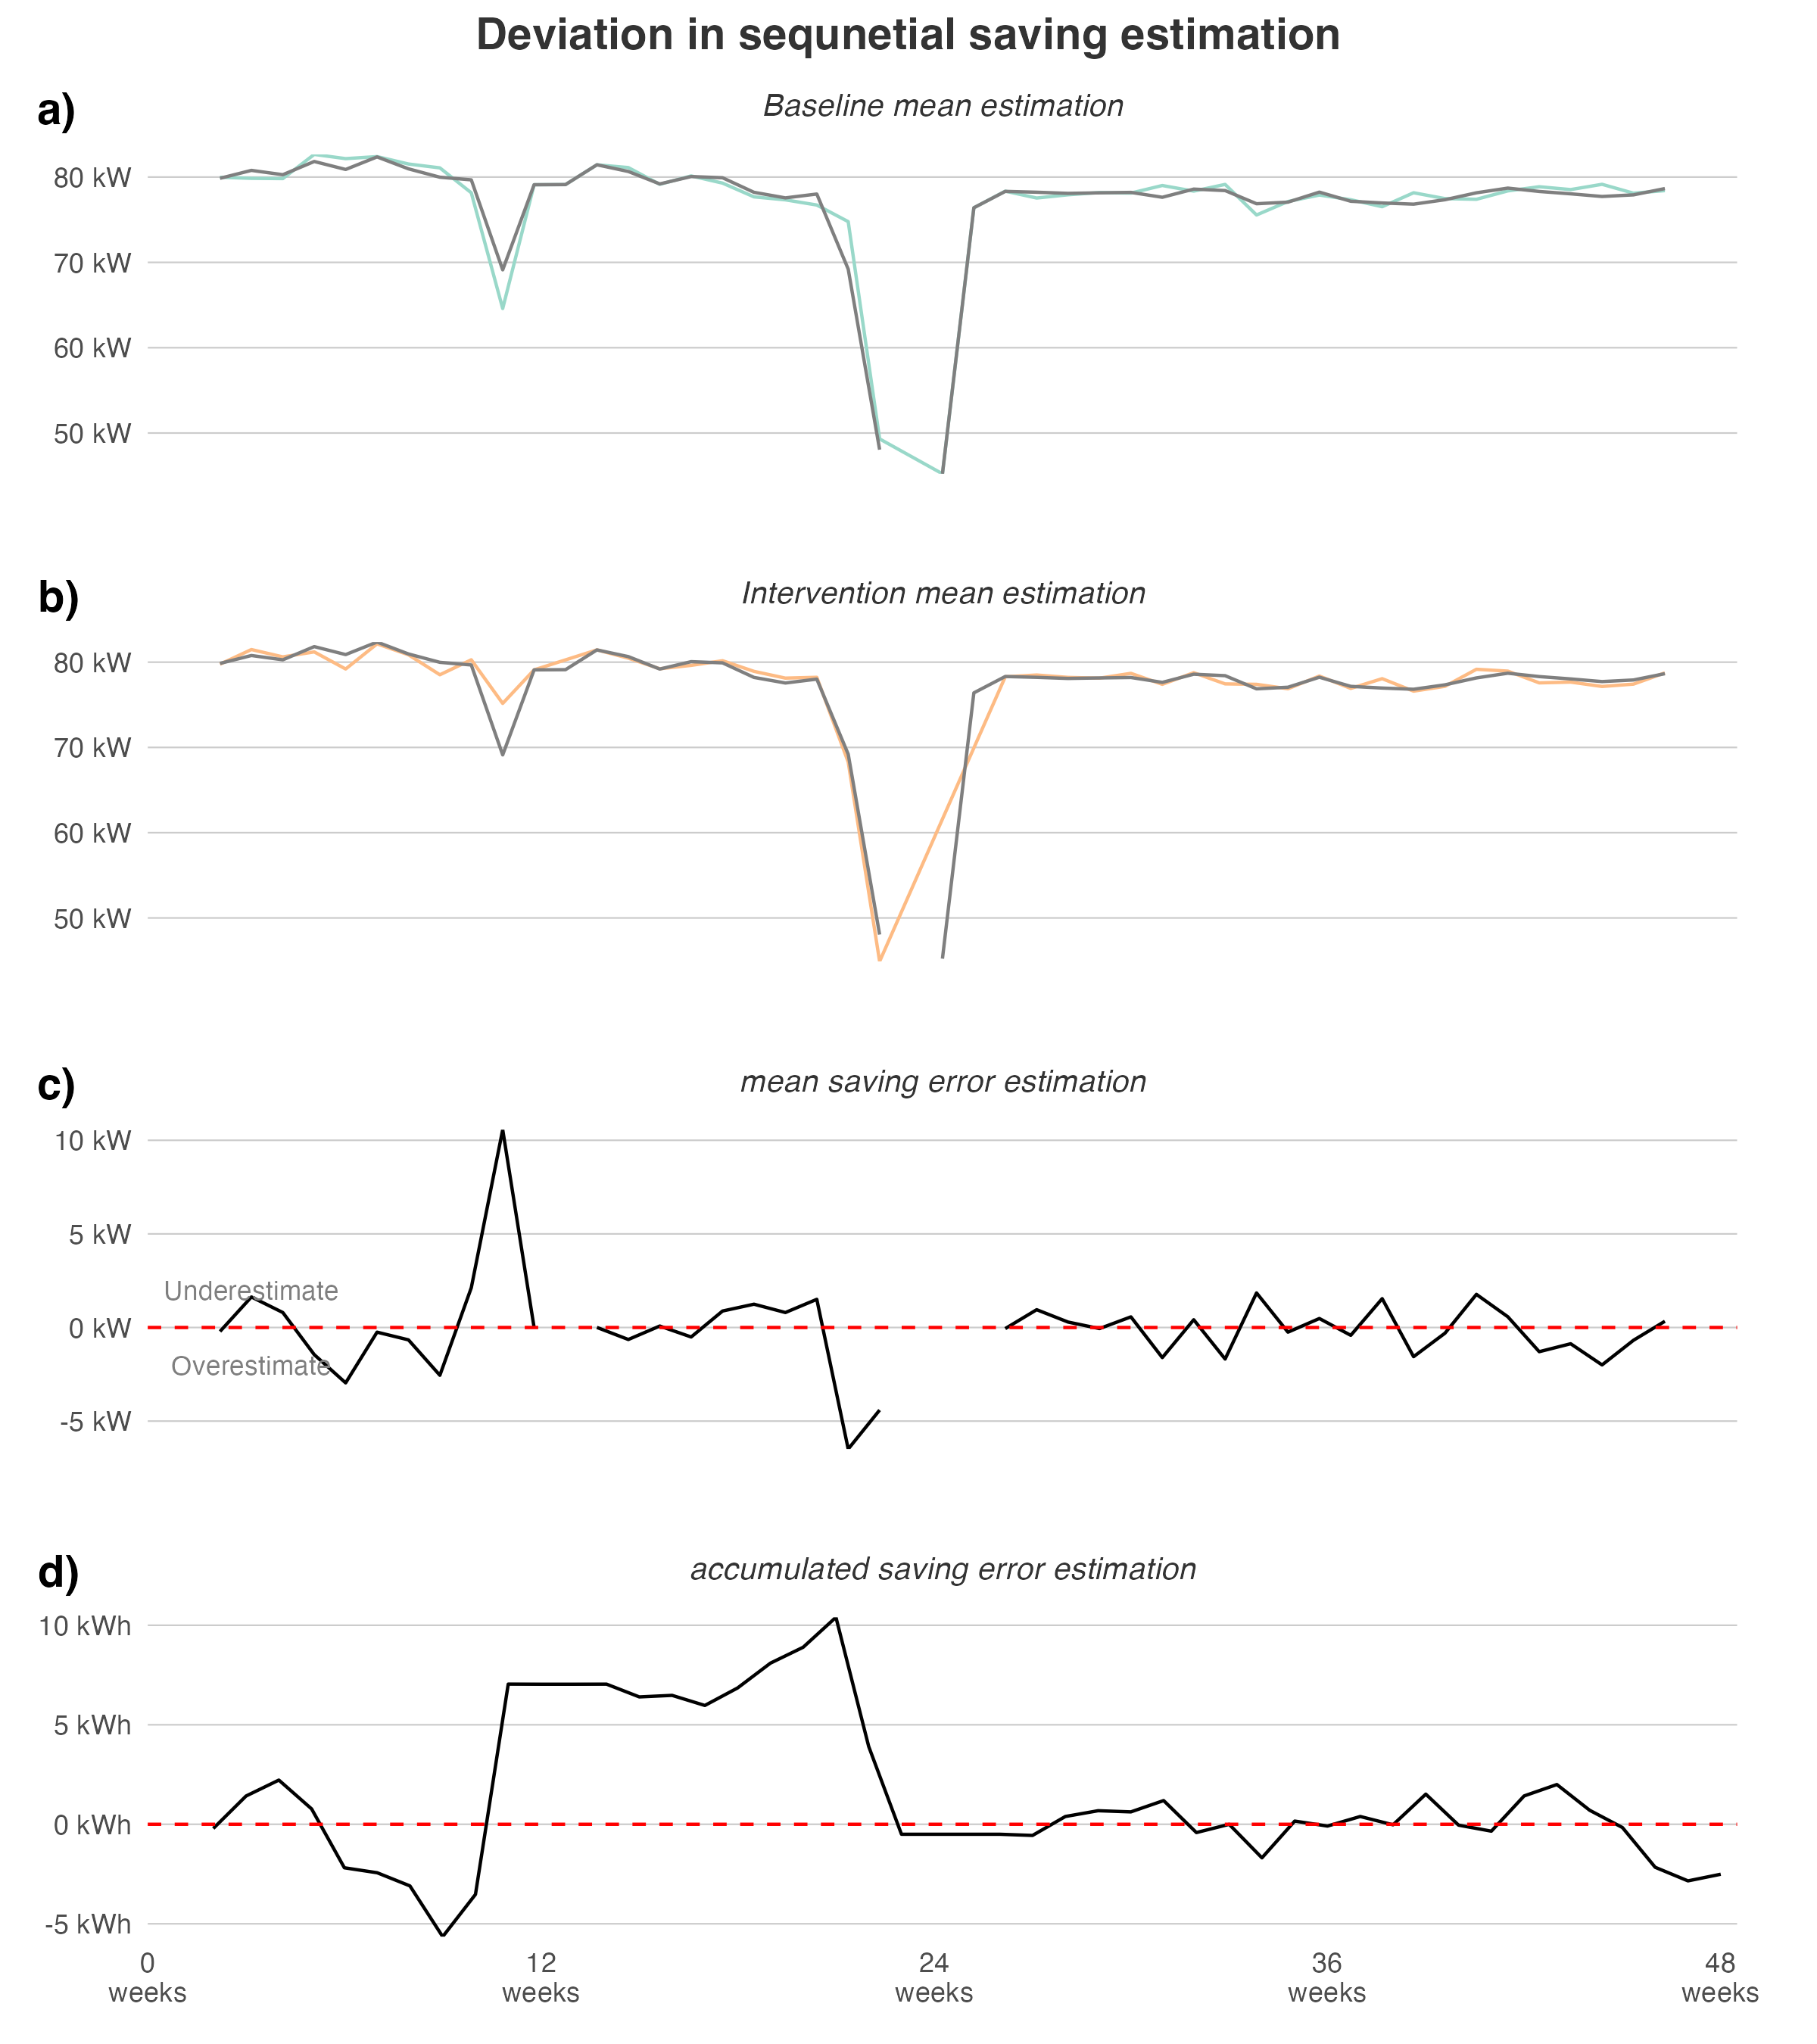 Deviation in sequnetial saving estimation
a)
Baseline mean estimation
80 kW
70 kW
60 kW
50 kW
b)
Intervention mean estimation
80 kW
70 kW
60 kW
50 kW
c)
mean saving error estimation
10 kW
5 kW
Underestimate
0 kW
Overestimate
-5 kW
d)
accumulated saving error estimation
10 kWh
5 kWh
0 kWh
-5 kWh
0 12 24 36 48
weeks weeks weeks weeks weeks